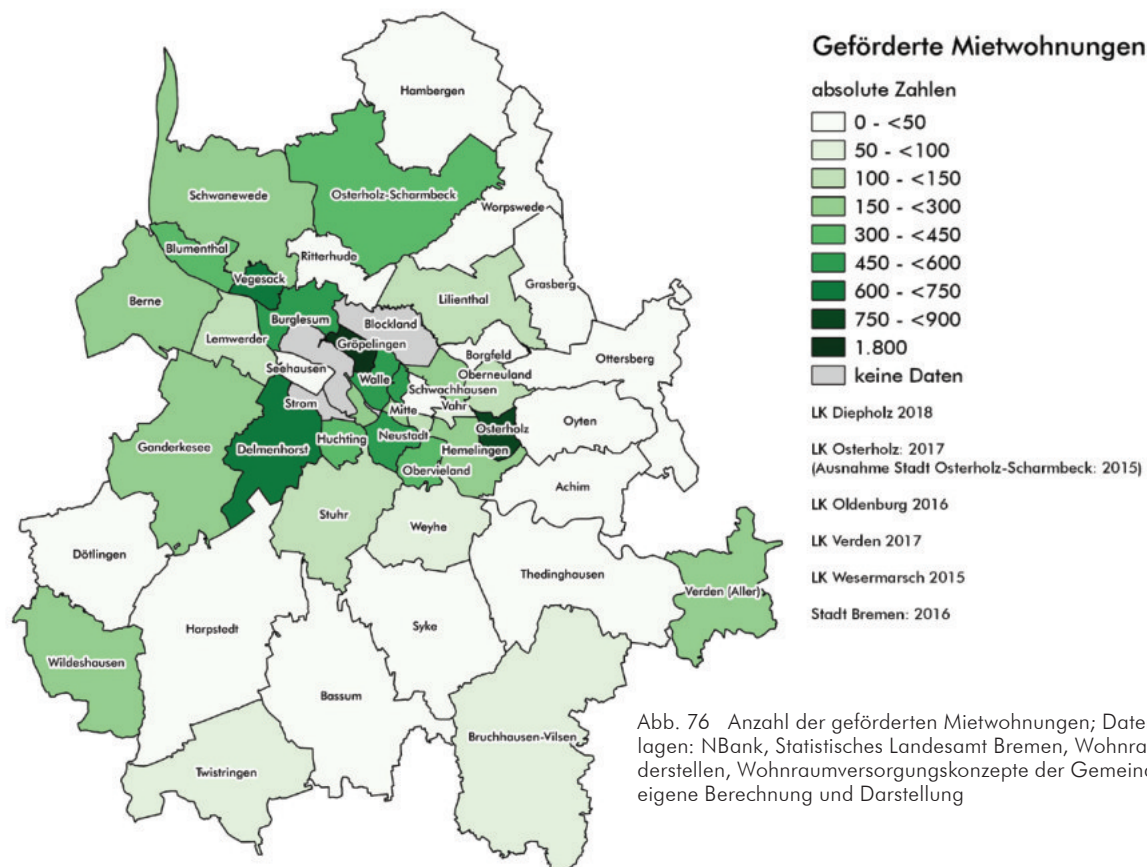 Geförderte Mietwohnungen
absolute Zahlen
0 - <50
50 - <100
100 - <150
150 - <300
300 - <450
450 - <600
600 - <750
750 - <900
1.800
keine Daten
LK Diepholz 2018
LK Osterholz: 2017
(Ausnahme Stadt Osterholz-Scharmbeck: 2015)
LK Oldenburg 2016
LK Verden 2017
LK Wesermarsch 2015
Stadt Bremen: 2016
Hambergen
Schwanewede
Osterholz-Scharmbeck
Worpswede
Blumenthal
Ritterhude
Vegesack
Grasberg
Berne
Lilienthal
Burglesum
Blockland
Lemwerder
Gröpelingen
Borgfeld
Ottersberg
Seehausen
Oberneuland
Walle
Schwachhausen
Strom
Mitte
Vahr
Oyten
Osterholz
Ganderkesee
Delmenhorst
Huchting
Neustadt
Hemelingen
Obervieland
Achim
Stuhr
Weyhe
Dötlingen
Thedinghausen
Verden (Aller)
Harpstedt
Syke
Wildeshausen
Bassum
Bruchhausen-Vilsen
Twistringen
Abb. 76 Anzahl der geförderten Mietwohnungen; Date
lagen: NBank, Statistisches Landesamt Bremen, Wohnra
derstellen, Wohnraumversorgungskonzepte der Gemein
eigene Berechnung und Darstellung